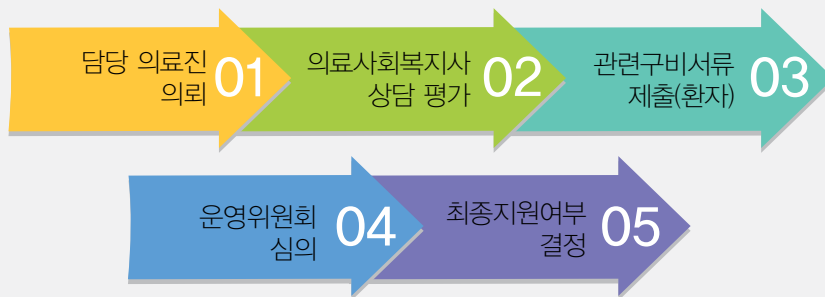 담당 의료진
의뢰
01
의료사회복지사
상담 평가
02
관련구비서류
제출(환자)
03
운영위원회
심의
04
최종지원여부
결정
05